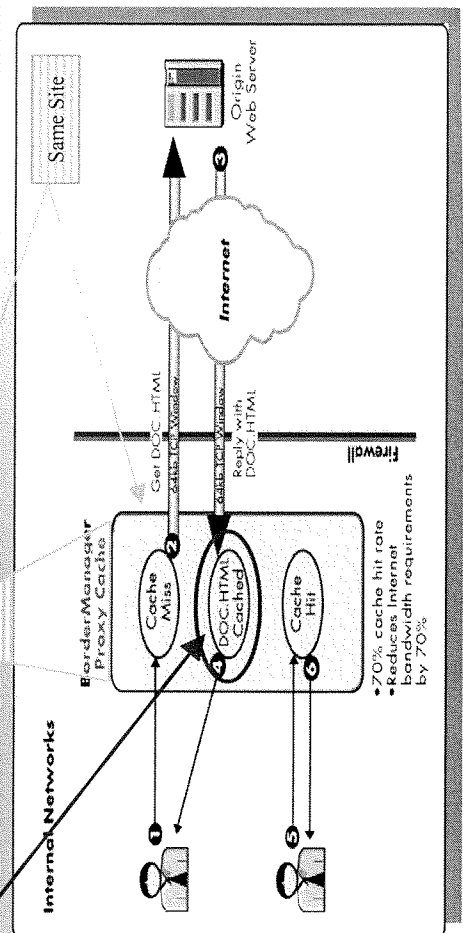 Same Site
Internal Networks
BorderManager
Proxy Cache
Get DOC.HTML
64kb TCP Window
Origin
Web Server
Internet
1
Cache
Miss
2
3
64kb TCP Window
Reply with
DOC.HTML
4
DOC.HTML
Cached
5
Cache
Hit
6
Firewall
•70% cache hit rate
•Reduces Internet
bandwidth requirements
by 70%